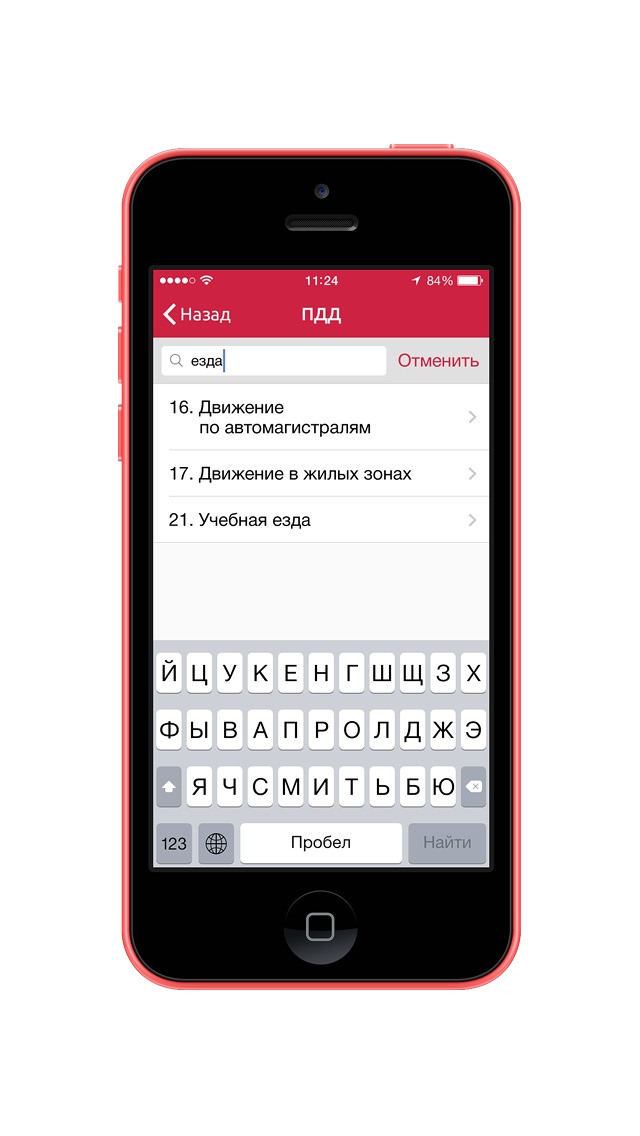 11:24 84%
Назад ПДД
езда Отменить
16. Движение
по автомагистралям
17. Движение в жилых зонах
21. Учебная езда
Й Ц У К Е Н Г Ш Щ З Х
Ф Ы В А П Р О Л Д Ж Э
Я Ч С М И Т Ь Б Ю
123 Пробел Найти